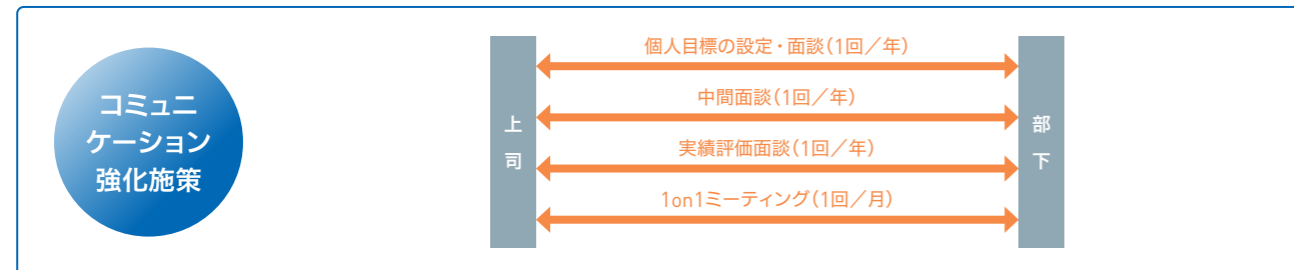 コミュニ
ケーション
強化施策
上司
個人目標の設定・面談(1回／年)
中間面談(1回／年)
実績評価面談(1回／年)
1on1ミーティング(1回／月)
部下